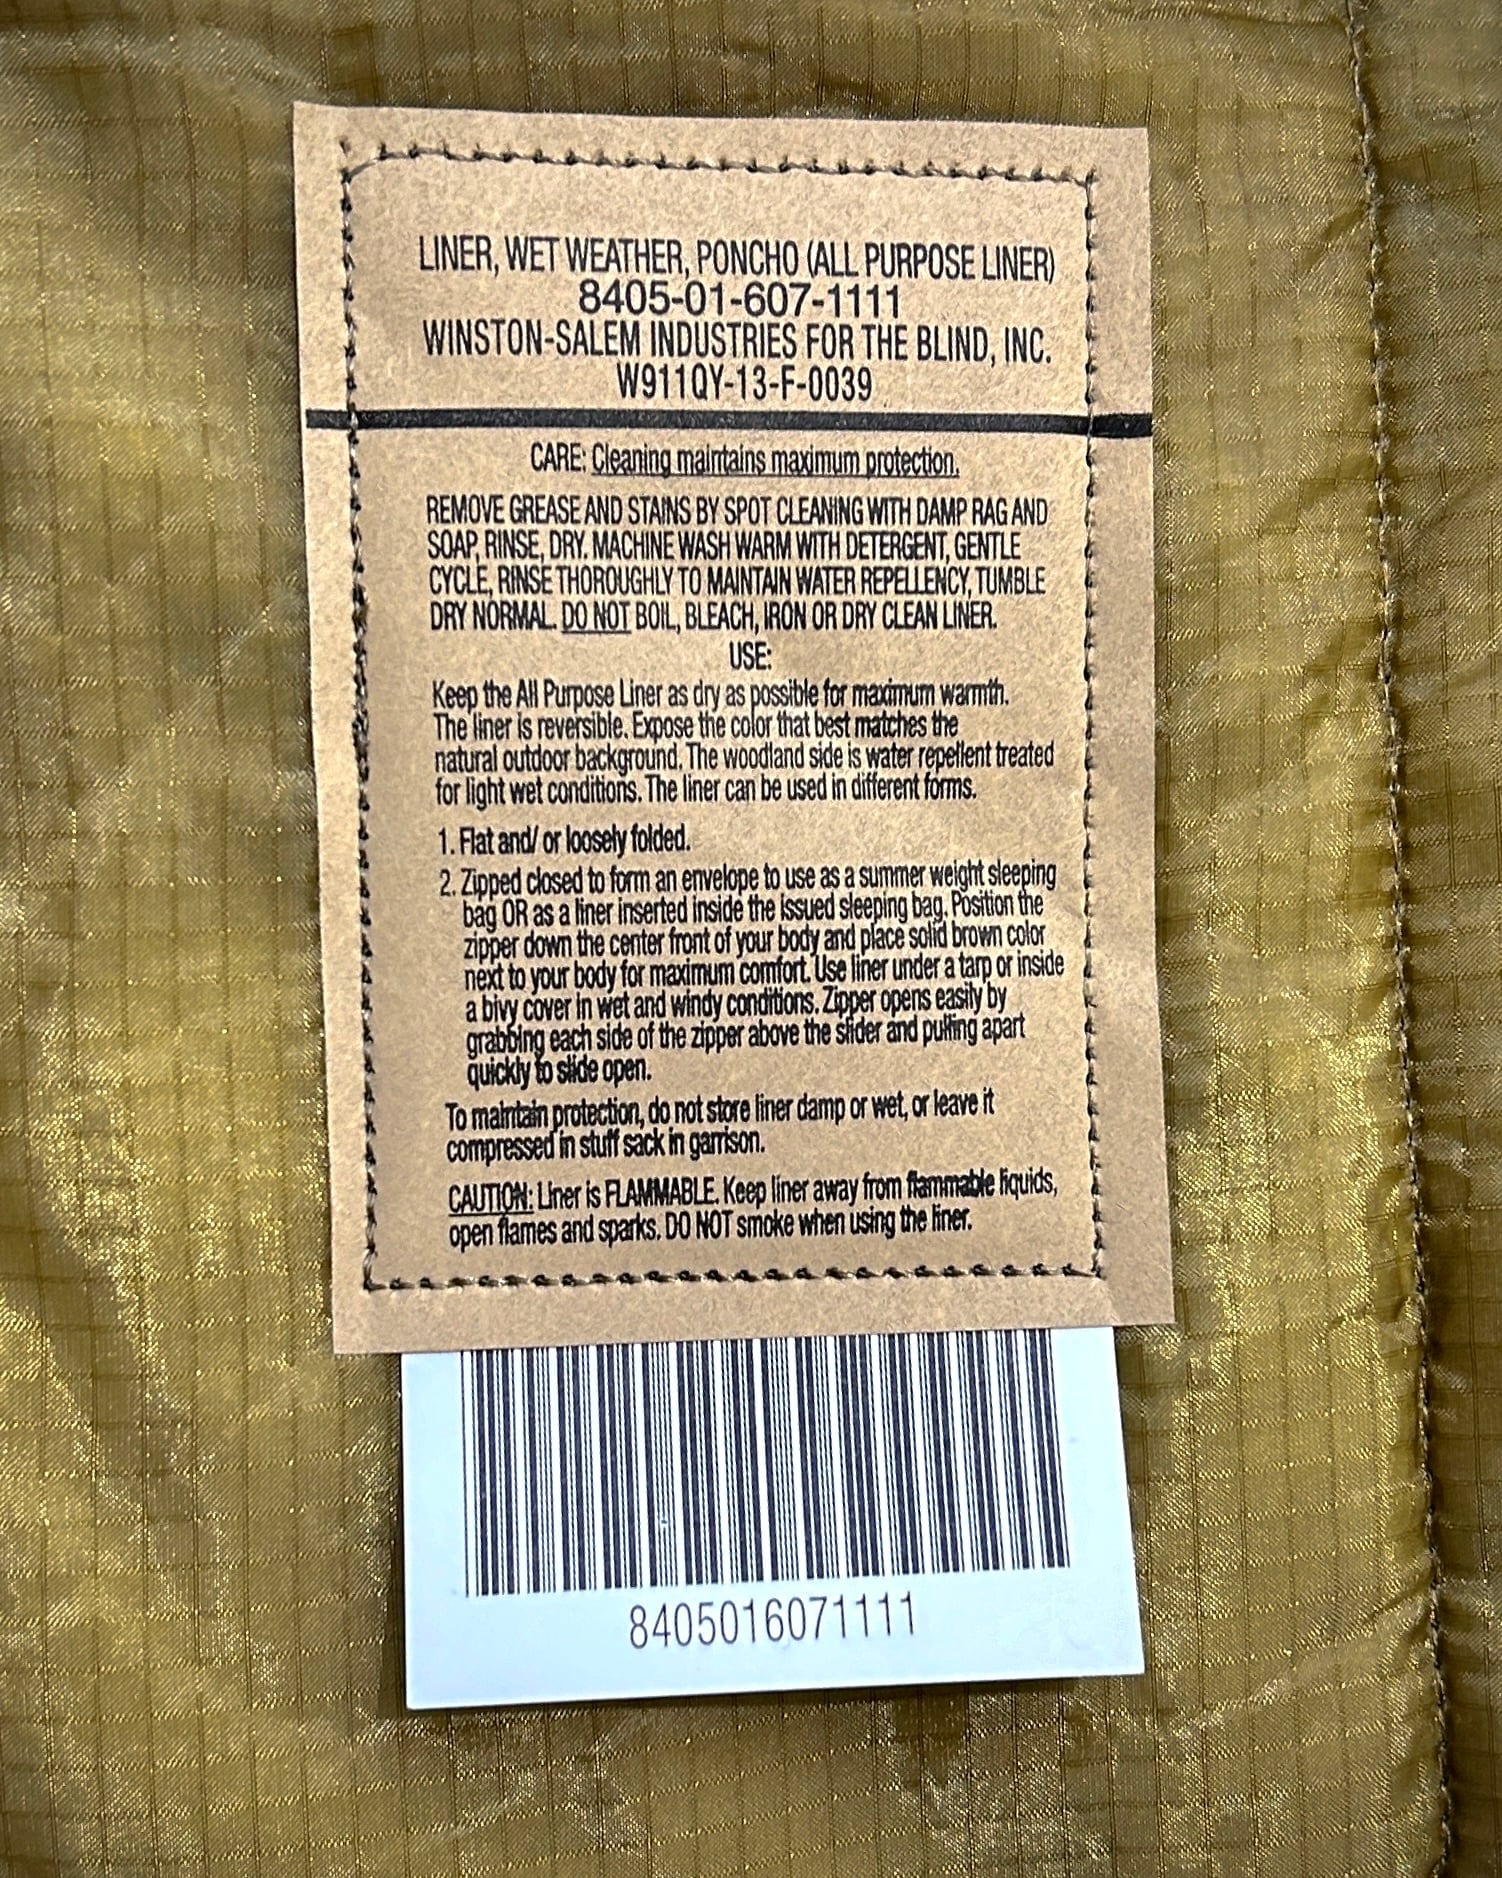 LINER, WET WEATHER, PONCHO (ALL PURPOSE LINER)
8405-01-607-1111
WINSTON-SALEM INDUSTRIES FOR THE BLIND, INC.
W911QY-13-F-0039
CARE: Cleaning maintains maximum protection.
REMOVE GREASE AND STAINS BY SPOT CLEANING WITH DAMP RAG AND
SOAP, RINSE, DRY. MACHINE WASH WARM WITH DETERGENT, GENTLE
CYCLE, RINSE THOROUGHLY TO MAINTAIN WATER REPELLENCY, TUMBLE
DRY NORMAL. DO NOT BOIL, BLEACH, IRON OR DRY CLEAN LINER.
USE:
Keep the All Purpose Liner as dry as possible for maximum warmth.
The liner is reversible. Expose the color that best matches the
natural outdoor background. The woodland side is water repellent treated
for light wet conditions. The liner can be used in different forms.
1. Flat and/ or loosely folded.
2. Zipped closed to form an envelope to use as a summer weight sleeping
bag OR as a liner inserted inside the issued sleeping bag. Position the
zipper down the center front of your body and place solid brown color
next to your body for maximum comfort. Use liner under a tarp or inside
a bivy cover in wet and windy conditions. Zipper opens easily by
grabbing each side of the zipper above the slider and pulling apart
quickly to slide open.
To maintain protection, do not store liner damp or wet, or leave it
compressed in stuff sack in garrison.
CAUTION: Liner is FLAMMABLE. Keep liner away from flammable liquids,
open flames and sparks. DO NOT smoke when using the liner.
8405016071111